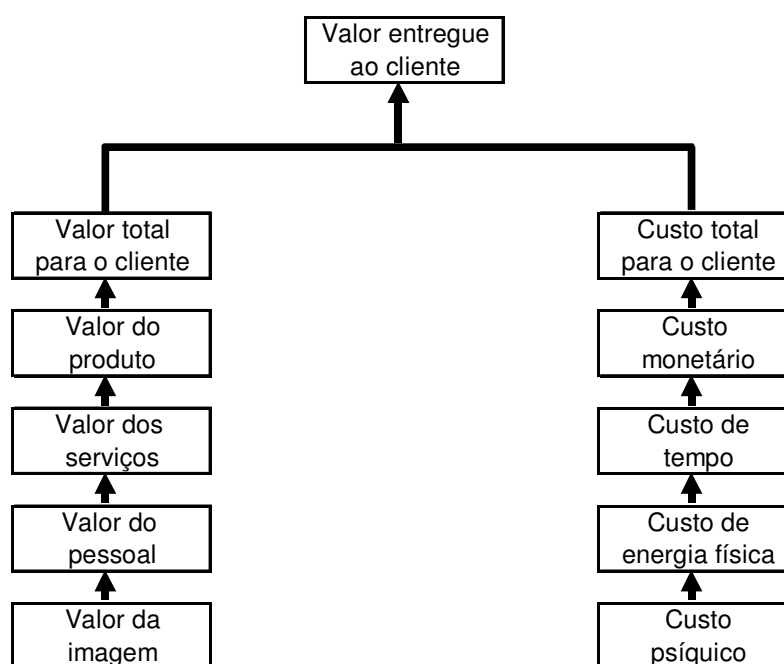 Valor entregue
ao cliente
Valor total
para o cliente
Custo total
para o cliente
Valor do
produto
Custo
monetário
Valor dos
serviços
Custo de
tempo
Valor do
pessoal
Custo de
energia física
Valor da
imagem
Custo
psíquico